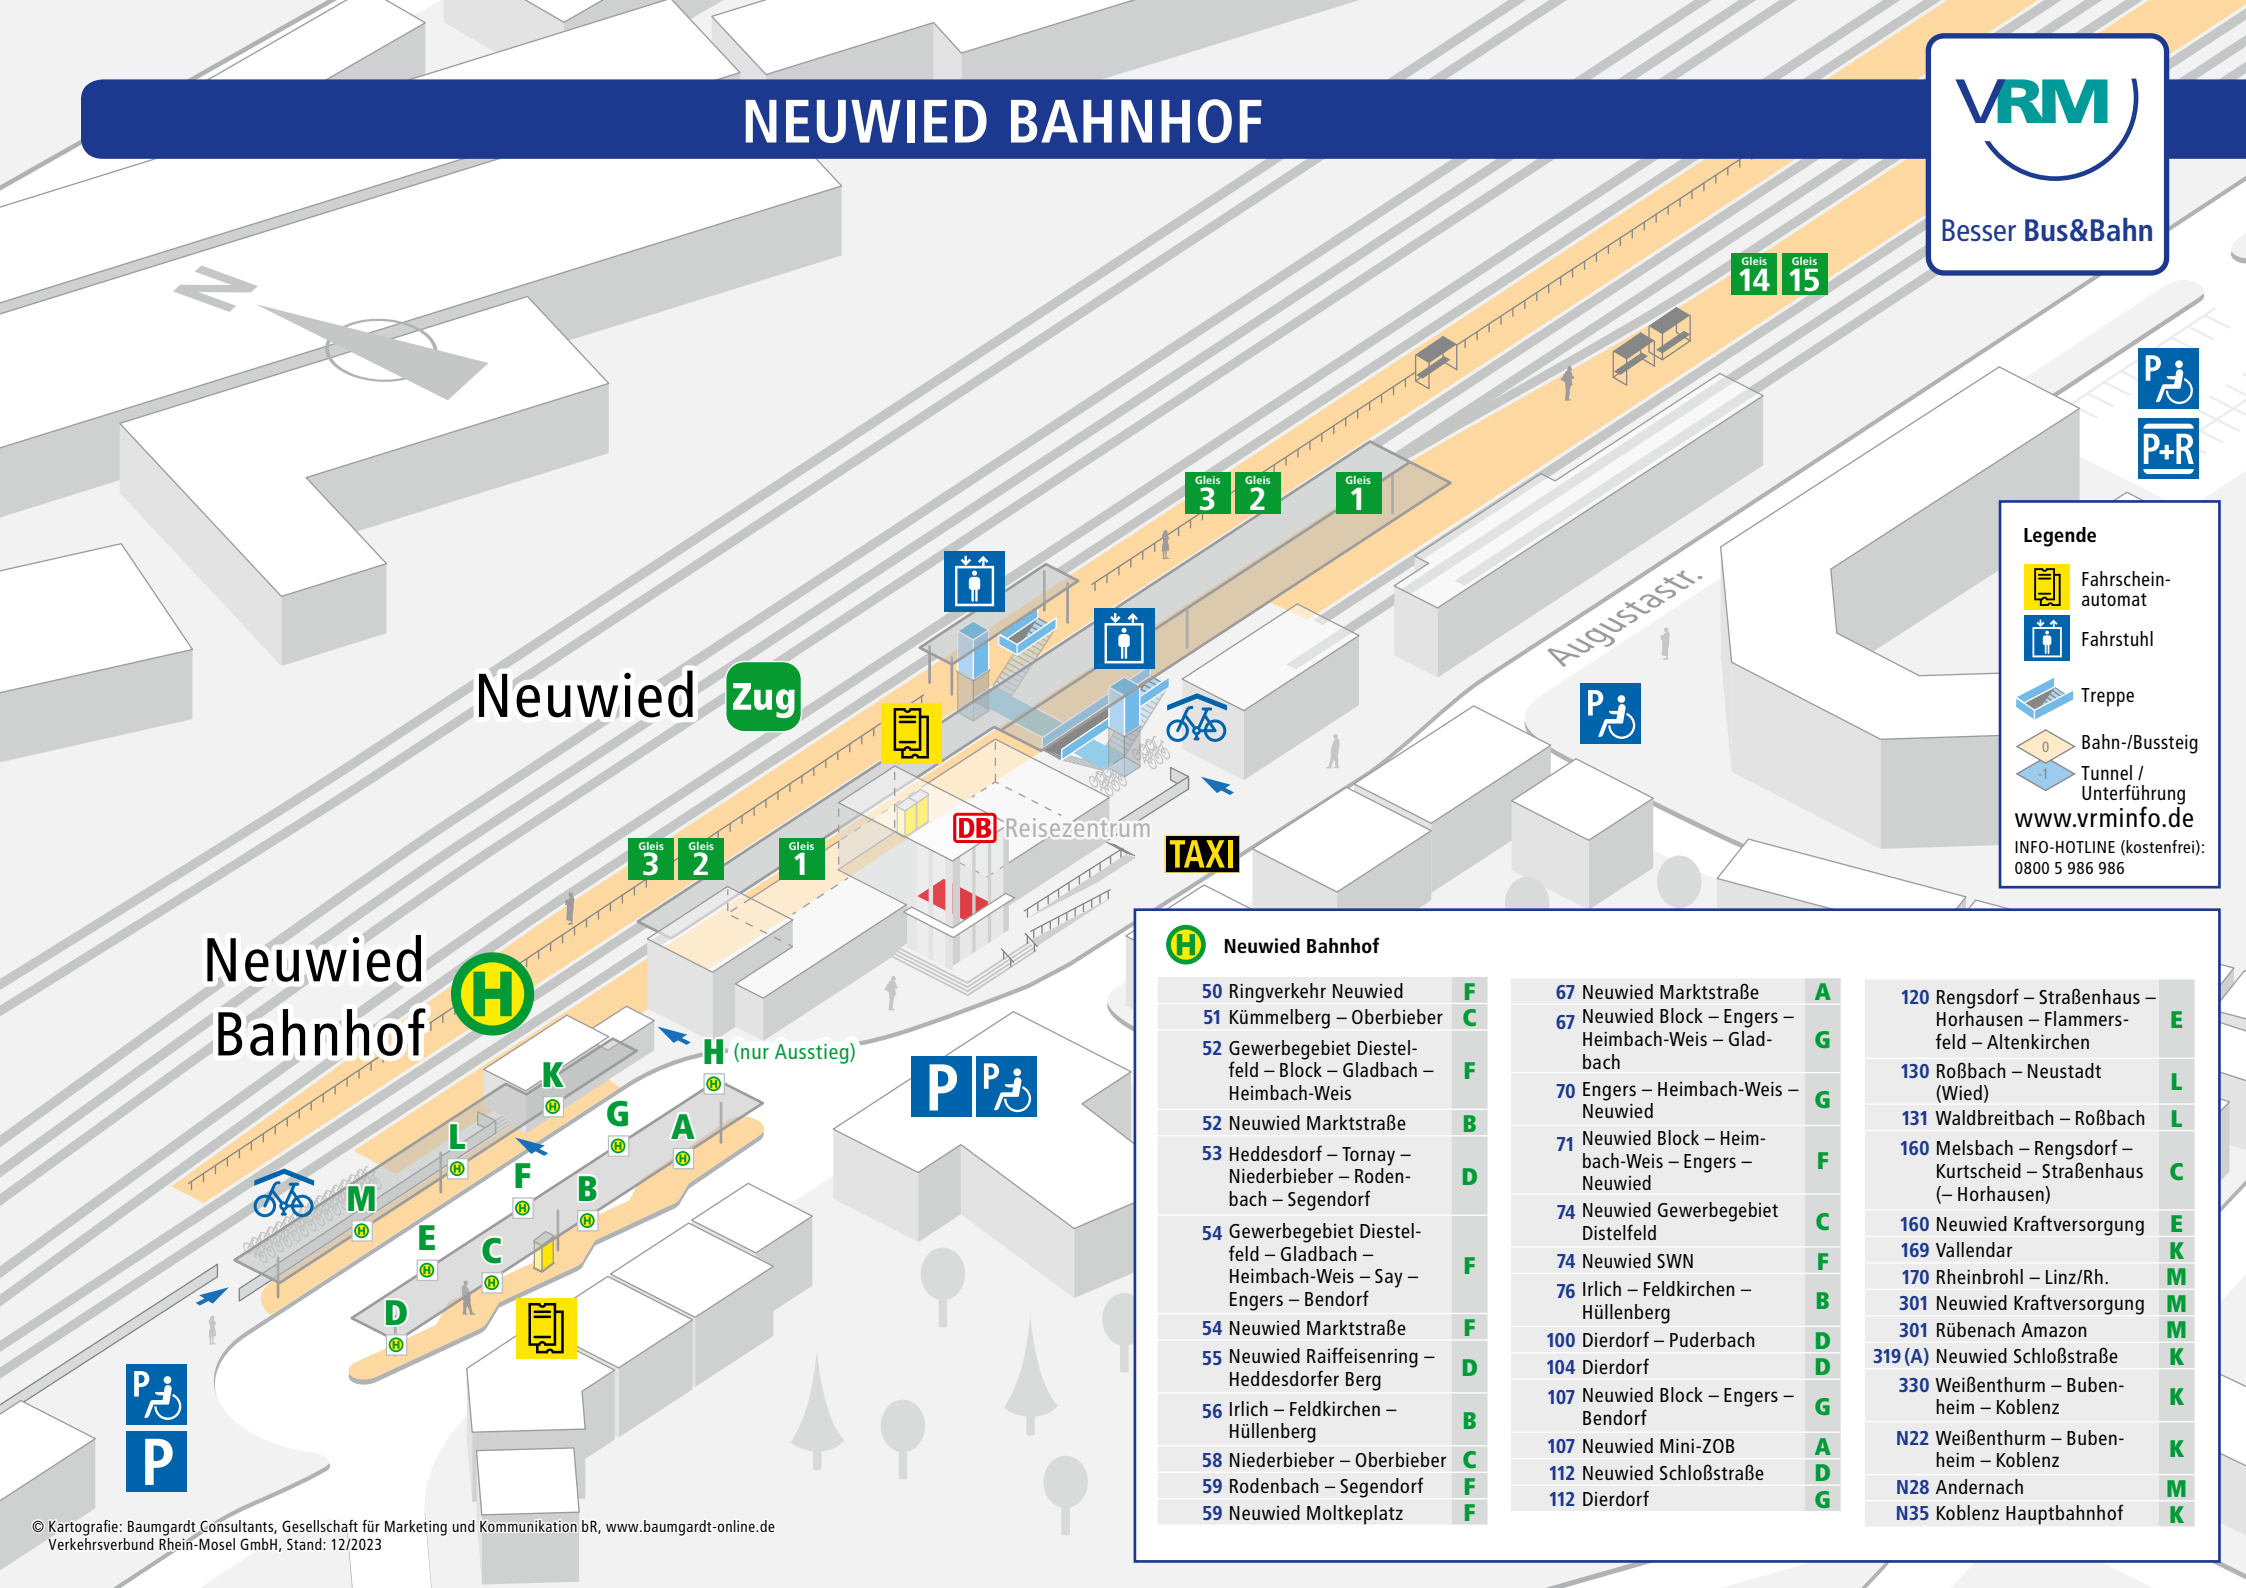 NEUWIED BAHNHOF
VRM
Besser Bus&Bahn
N
Gleis 14 Gleis 15
P
P+R
Gleis 3 Gleis 2 Gleis 1
Augustastr.
P
Neuwied Zug
DB Reisezentrum
TAXI
Gleis 3 Gleis 2 Gleis 1
Neuwied
Bahnhof
H
H (nur Ausstieg)
H
K
H
G
H
A
H
L
H
F
H
B
H
M
H
E
H
C
H
D
H
P P
P
P
Legende
Fahrschein-
automat
Fahrstuhl
Treppe
0 Bahn-/Bussteig
-1 Tunnel /
Unterführung
www.vrminfo.de
INFO-HOTLINE (kostenfrei):
0800 5 986 986
H Neuwied Bahnhof
50 Ringverkehr Neuwied F
51 Kümmelberg – Oberbieber C
52 Gewerbegebiet Diestel-
feld – Block – Gladbach – F
Heimbach-Weis
52 Neuwied Marktstraße B
53 Heddesdorf – Tornay –
Niederbieber – Roden- D
bach – Segendorf
54 Gewerbegebiet Diestel-
feld – Gladbach –
Heimbach-Weis – Say – F
Engers – Bendorf
54 Neuwied Marktstraße F
55 Neuwied Raiffeisenring – D
Heddesdorfer Berg
56 Irlich – Feldkirchen – B
Hüllenberg
58 Niederbieber – Oberbieber C
59 Rodenbach – Segendorf F
59 Neuwied Moltkeplatz F
67 Neuwied Marktstraße A
67 Neuwied Block – Engers –
Heimbach-Weis – Glad- G
bach
70 Engers – Heimbach-Weis – G
Neuwied
71 Neuwied Block – Heim-
bach-Weis – Engers – F
Neuwied
74 Neuwied Gewerbegebiet C
Distelfeld
74 Neuwied SWN F
76 Irlich – Feldkirchen – B
Hüllenberg
100 Dierdorf – Puderbach D
104 Dierdorf D
107 Neuwied Block – Engers – G
Bendorf
107 Neuwied Mini-ZOB A
112 Neuwied Schloßstraße D
112 Dierdorf G
120 Rengsdorf – Straßenhaus –
Horhausen – Flammers- E
feld – Altenkirchen
130 Roßbach – Neustadt L
(Wied)
131 Waldbreitbach – Roßbach L
160 Melsbach – Rengsdorf –
Kurtscheid – Straßenhaus C
(– Horhausen)
160 Neuwied Kraftversorgung E
169 Vallendar K
170 Rheinbrohl – Linz/Rh. M
301 Neuwied Kraftversorgung M
301 Rübenach Amazon M
319 (A) Neuwied Schloßstraße K
330 Weißenthurm – Buben- K
heim – Koblenz
N22 Weißenthurm – Buben- K
heim – Koblenz
N28 Andernach M
N35 Koblenz Hauptbahnhof K
© Kartografie: Baumgardt Consultants, Gesellschaft für Marketing und Kommunikation bR, www.baumgardt-online.de
Verkehrsverbund Rhein-Mosel GmbH, Stand: 12/2023